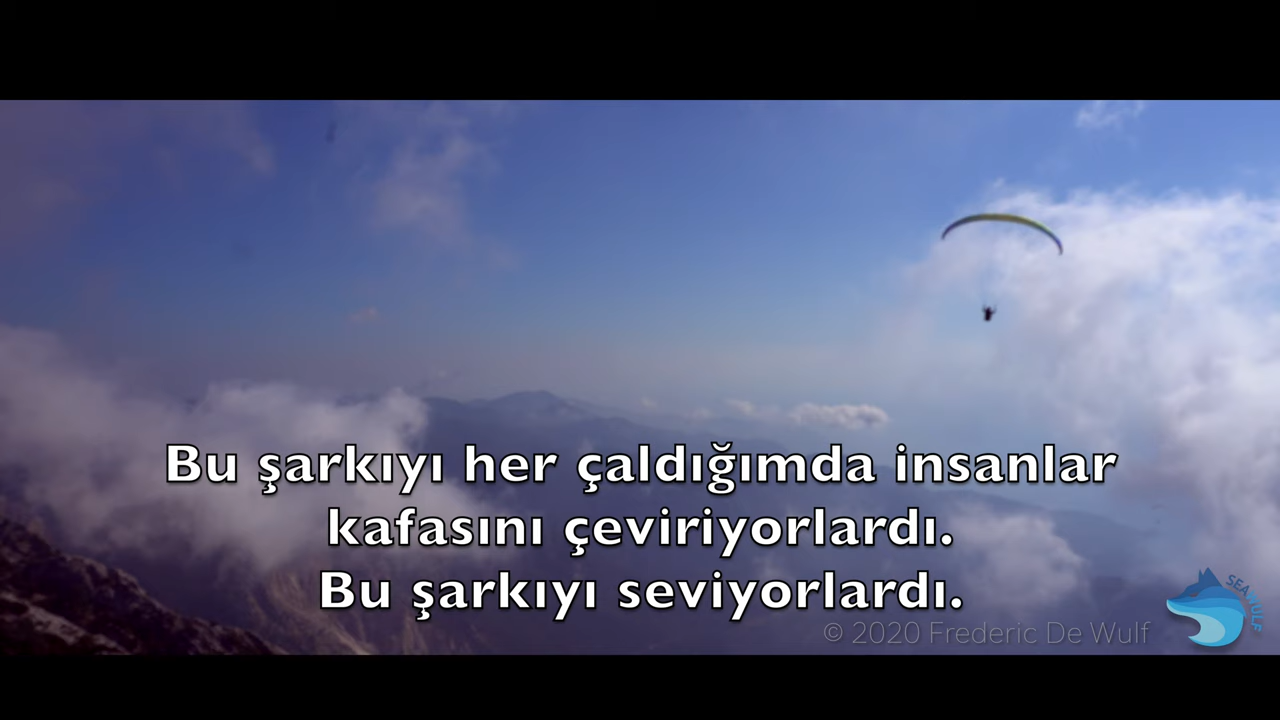 Bu şarkıyı her çaldığımda insanlar
kafasını çeviriyorlardı.
Bu şarkıyı seviyorlardı.
© 2020 Frederic De Wulf
SEAWULF